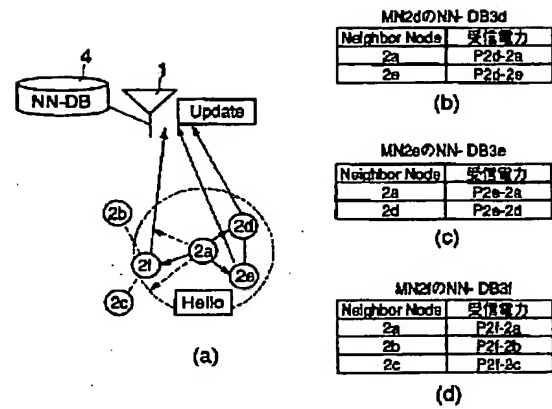 4
1
NN-DB
Update
2b
2d
2a
2f
2e
2c
Hello
(a)
MN2dのNN- DB3d
Neighbor Node 受信電力
2a P2d-2a
2e P2d-2e
(b)
MN2eのNN- DB3e
Neighbor Node 受信電力
2a P2e-2a
2d P2e-2d
(c)
MN2fのNN- DB3f
Neighbor Node 受信電力
2a P2f-2a
2b P2f-2b
2c P2f-2c
(d)